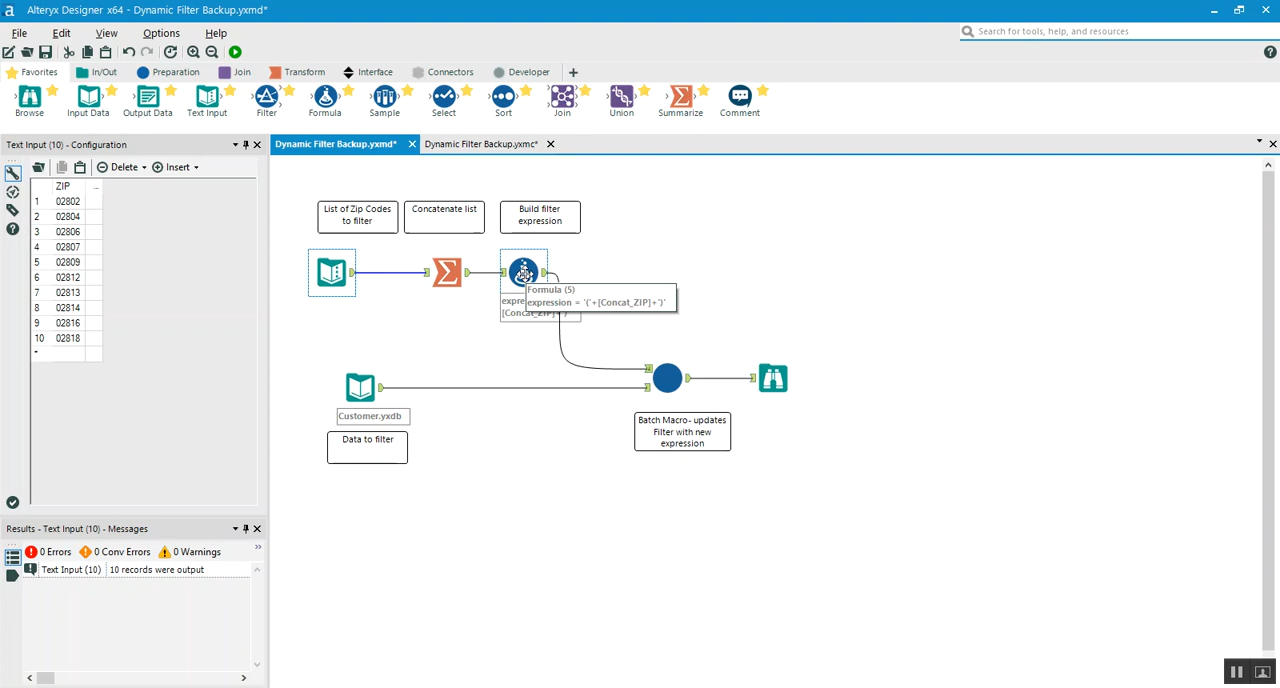 a Alteryx Designer x64 - Dynamic Filter Backup.yxmd*
File Edit View Options Help
Search for tools, help, and resources
Favorites In/Out Preparation Join Transform Interface Connectors Developer
Browse Input Data Output Data Text Input Filter Formula Sample Select Sort Join Union Summarize Comment
Text Input (10) - Configuration
Dynamic Filter Backup.yxmd* Dynamic Filter Backup.yxmc*
Delete Insert
ZIP ...
1 02802
2 02804
3 02806
4 02807
5 02809
6 02812
7 02813
8 02814
9 02816
10 02818
List of Zip Codes
to filter
Concatenate list
Build filter
expression
Formula (5)
expression = '('+[Concat_ZIP]+')'
expre
[Concat_ZIP]+')'
Customer.yxdb
Data to filter
Batch Macro- updates
Filter with new
expression
Results - Text Input (10) - Messages
0 Errors 0 Conv Errors 0 Warnings
Text Input (10) 10 records were output